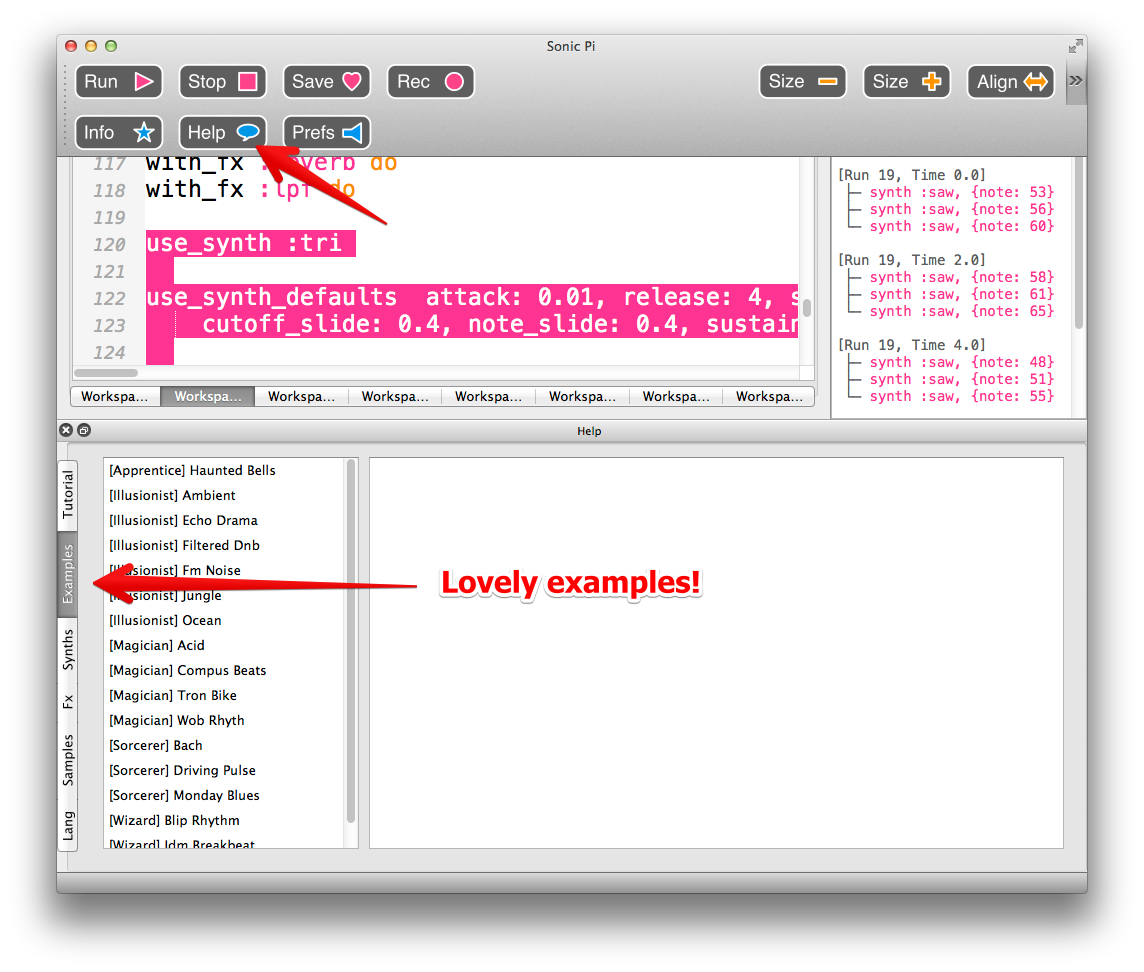 Sonic Pi
Run Stop Save Rec Size Size Align
Info Help Prefs
117 with_fx : verb do
118 with_fx :lpf do
119
120 use_synth :tri
121
122 use_synth_defaults attack: 0.01, release: 4, s
123 cutoff_slide: 0.4, note_slide: 0.4, sustain
124
Workspa... Workspa... Workspa... Workspa... Workspa... Workspa... Workspa... Workspa...
[Run 19, Time 0.0]
├─ synth :saw, {note: 53}
├─ synth :saw, {note: 56}
└─ synth :saw, {note: 60}
[Run 19, Time 2.0]
├─ synth :saw, {note: 58}
├─ synth :saw, {note: 61}
└─ synth :saw, {note: 65}
[Run 19, Time 4.0]
├─ synth :saw, {note: 48}
├─ synth :saw, {note: 51}
└─ synth :saw, {note: 55}
Help
Tutorial
Examples
Synths
Fx
Samples
Lang
[Apprentice] Haunted Bells
[Illusionist] Ambient
[Illusionist] Echo Drama
[Illusionist] Filtered Dnb
[Illusionist] Fm Noise
[Illusionist] Jungle
[Illusionist] Ocean
[Magician] Acid
[Magician] Compus Beats
[Magician] Tron Bike
[Magician] Wob Rhyth
[Sorcerer] Bach
[Sorcerer] Driving Pulse
[Sorcerer] Monday Blues
[Wizard] Blip Rhythm
[Wizard] Idm Breakbeat
Lovely examples!